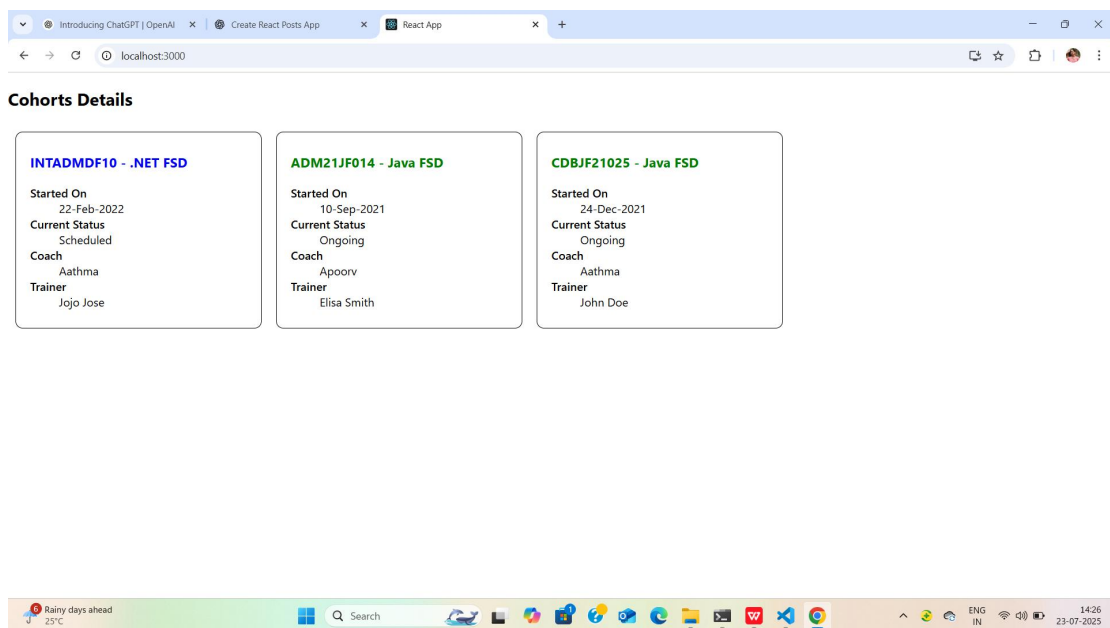 Introducing ChatGPT | OpenAI
Create React Posts App
React App
localhost:3000
Cohorts Details
INTADMDF10 - .NET FSD
Started On
22-Feb-2022
Current Status
Scheduled
Coach
Aathma
Trainer
Jojo Jose
ADM21JF014 - Java FSD
Started On
10-Sep-2021
Current Status
Ongoing
Coach
Apoorv
Trainer
Elisa Smith
CDBJF21025 - Java FSD
Started On
24-Dec-2021
Current Status
Ongoing
Coach
Aathma
Trainer
John Doe
6
Rainy days ahead
25°C
Search
1
ENG
IN
14:26
23-07-2025